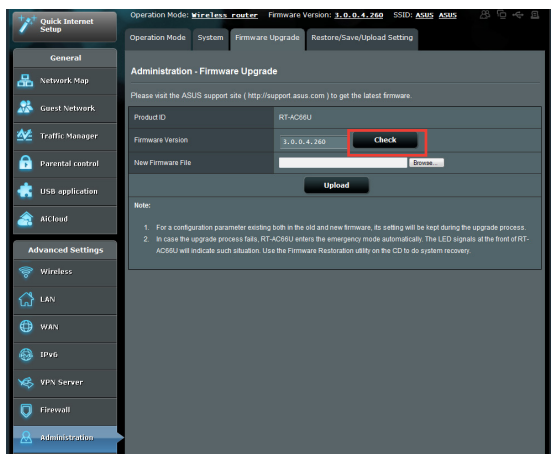 Quick Internet
Setup
Operation Mode: Wireless router Firmware Version: 3.0.0.4.260 SSID: ASUS ASUS
Operation Mode System Firmware Upgrade Restore/Save/Upload Setting
General
Network Map
Guest Network
Traffic Manager
Parental control
USB application
AiCloud
Advanced Settings
Wireless
LAN
WAN
IPv6
VPN Server
Firewall
Administration
Administration - Firmware Upgrade
Please visit the ASUS support site ( http://support.asus.com ) to get the latest firmware.
Product ID RT-AC66U
Firmware Version 3.0.0.4.260 Check
New Firmware File Browse...
Upload
Note:
1. For a configuration parameter existing both in the old and new firmware, its setting will be kept during the upgrade process.
2. In case the upgrade process fails, RT-AC66U enters the emergency mode automatically. The LED signals at the front of RT-
AC66U will indicate such situation. Use the Firmware Restoration utility on the CD to do system recovery.